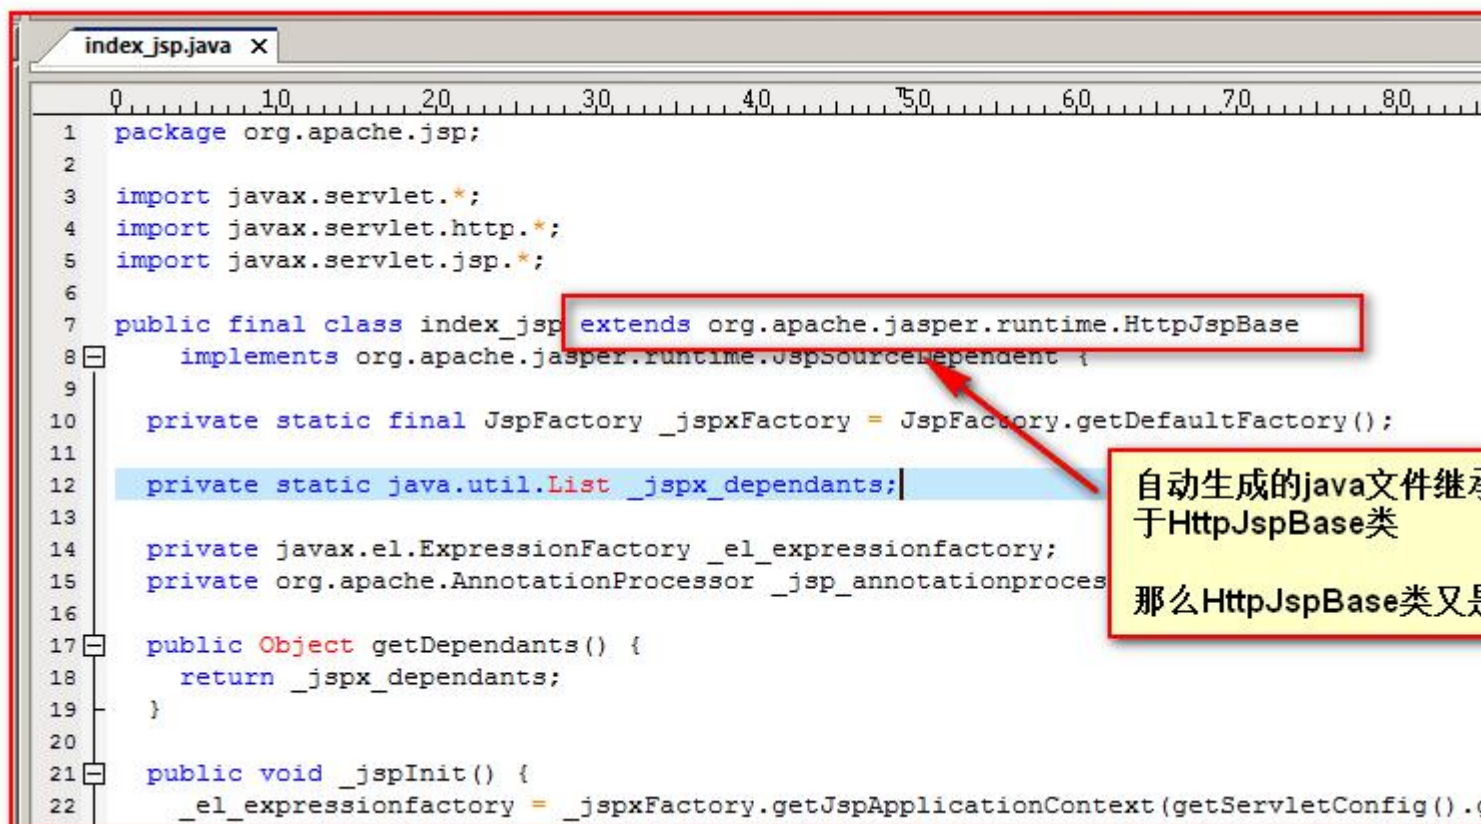 index_jsp.java X
0 10 20 30 40 50 60 70 80
1 package org.apache.jsp;
2
3 import javax.servlet.*;
4 import javax.servlet.http.*;
5 import javax.servlet.jsp.*;
6
7 public final class index_jsp extends org.apache.jasper.runtime.HttpJspBase
8 implements org.apache.jasper.runtime.JspSourceDependent {
9
10 private static final JspFactory _jspxFactory = JspFactory.getDefaultFactory();
11
12 private static java.util.List _jspx_dependants;
13
14 private javax.el.ExpressionFactory _el_expressionfactory;
15 private org.apache.AnnotationProcessor _jsp_annotationproces
16
17 public Object getDependants() {
18 return _jspx_dependants;
19 }
20
21 public void _jspInit() {
22 _el_expressionfactory = _jspxFactory.getJspApplicationContext(getServletConfig().
自动生成的java文件继承
于HttpJspBase类
那么HttpJspBase类又是